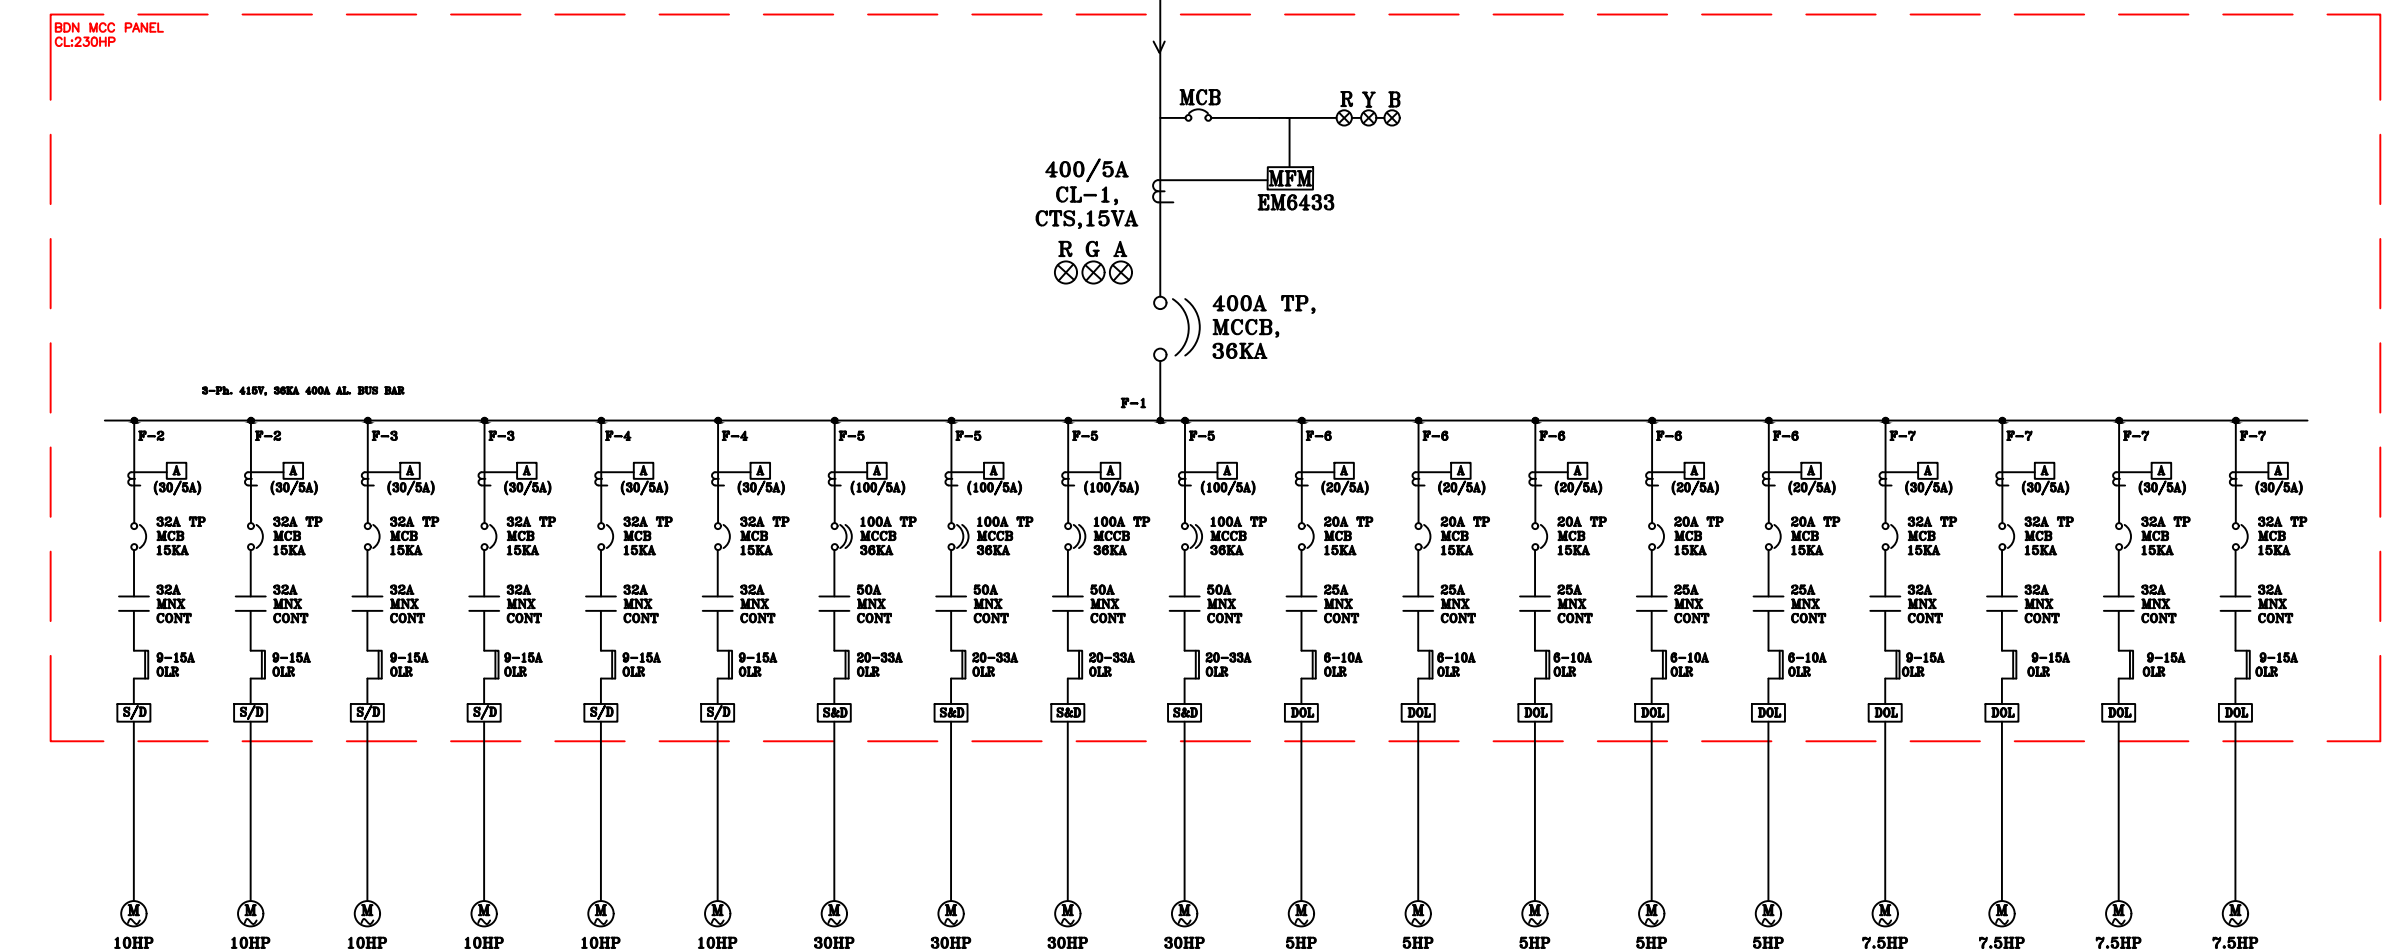 BDN MCC PANEL
CL:230HP
MCB
R Y B
400/5A
CL-1,
CTS,15VA
MFM
EM6433
R G A
400A TP,
MCCB,
36KA
3-Ph. 415V, 36KA 400A AL. BUS BAR
F-1
F-2 F-2 F-3 F-3 F-4 F-4 F-5 F-5 F-5 F-5 F-6 F-6 F-6 F-6 F-6 F-7 F-7 F-7 F-7
A A A A A A A A A A A A A A A A A A A
(30/5A) (30/5A) (30/5A) (30/5A) (30/5A) (30/5A) (100/5A) (100/5A) (100/5A) (100/5A) (20/5A) (20/5A) (20/5A) (20/5A) (20/5A) (30/5A) (30/5A) (30/5A) (30/5A)
32A TP 32A TP 32A TP 32A TP 32A TP 32A TP 100A TP 100A TP 100A TP 100A TP 20A TP 20A TP 20A TP 20A TP 20A TP 32A TP 32A TP 32A TP 32A TP
MCB MCB MCB MCB MCB MCB MCCB MCCB MCCB MCCB MCB MCB MCB MCB MCB MCB MCB MCB MCB
15KA 15KA 15KA 15KA 15KA 15KA 36KA 36KA 36KA 36KA 15KA 15KA 15KA 15KA 15KA 15KA 15KA 15KA 15KA
32A 32A 32A 32A 32A 32A 50A 50A 50A 50A 25A 25A 25A 25A 25A 32A 32A 32A 32A
MNX MNX MNX MNX MNX MNX MNX MNX MNX MNX MNX MNX MNX MNX MNX MNX MNX MNX MNX
CONT CONT CONT CONT CONT CONT CONT CONT CONT CONT CONT CONT CONT CONT CONT CONT CONT CONT CONT
9-15A 9-15A 9-15A 9-15A 9-15A 9-15A 20-33A 20-33A 20-33A 20-33A 6-10A 6-10A 6-10A 6-10A 6-10A 9-15A 9-15A 9-15A 9-15A
OLR OLR OLR OLR OLR OLR OLR OLR OLR OLR OLR OLR OLR OLR OLR OLR OLR OLR OLR
S/D S/D S/D S/D S/D S/D S&D S&D S&D S&D DOL DOL DOL DOL DOL DOL DOL DOL DOL
M M M M M M M M M M M M M M M M M M M
10HP 10HP 10HP 10HP 10HP 10HP 30HP 30HP 30HP 30HP 5HP 5HP 5HP 5HP 5HP 7.5HP 7.5HP 7.5HP 7.5HP